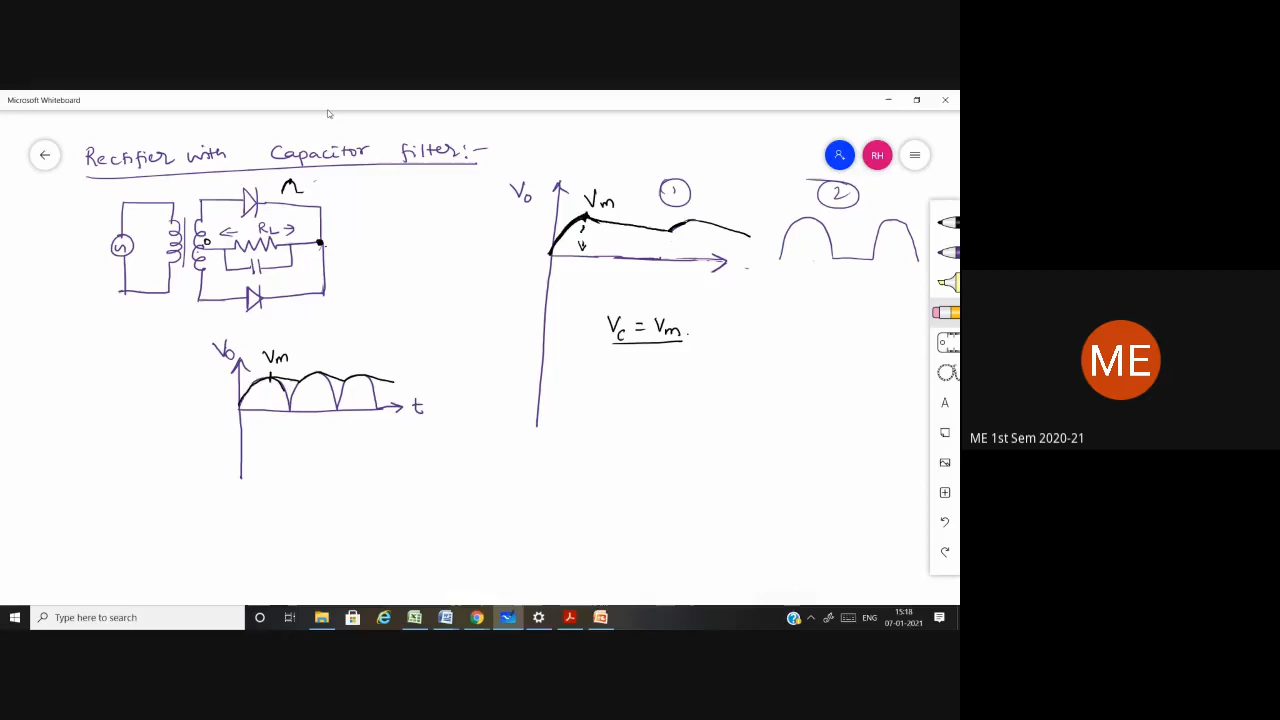 Microsoft Whiteboard
Rectifier with Capacitor filter:-
RH
RL
Vo
Vm
1
2
Vc = Vm.
Vo
Vm
t
A
ME
ME 1st Sem 2020-21
Type here to search
ENG
15:18
07-01-2021